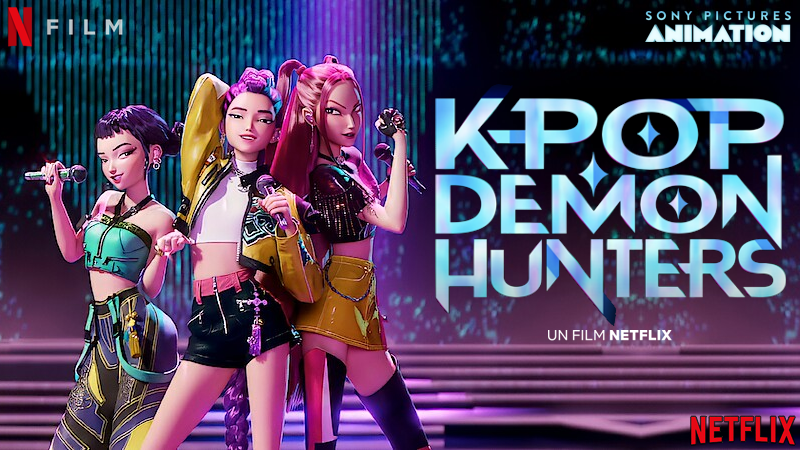 N FILM
SONY PICTURES
ANIMATION
K-POP
DEMON
HUNTERS
UN FILM NETFLIX
NETFLIX